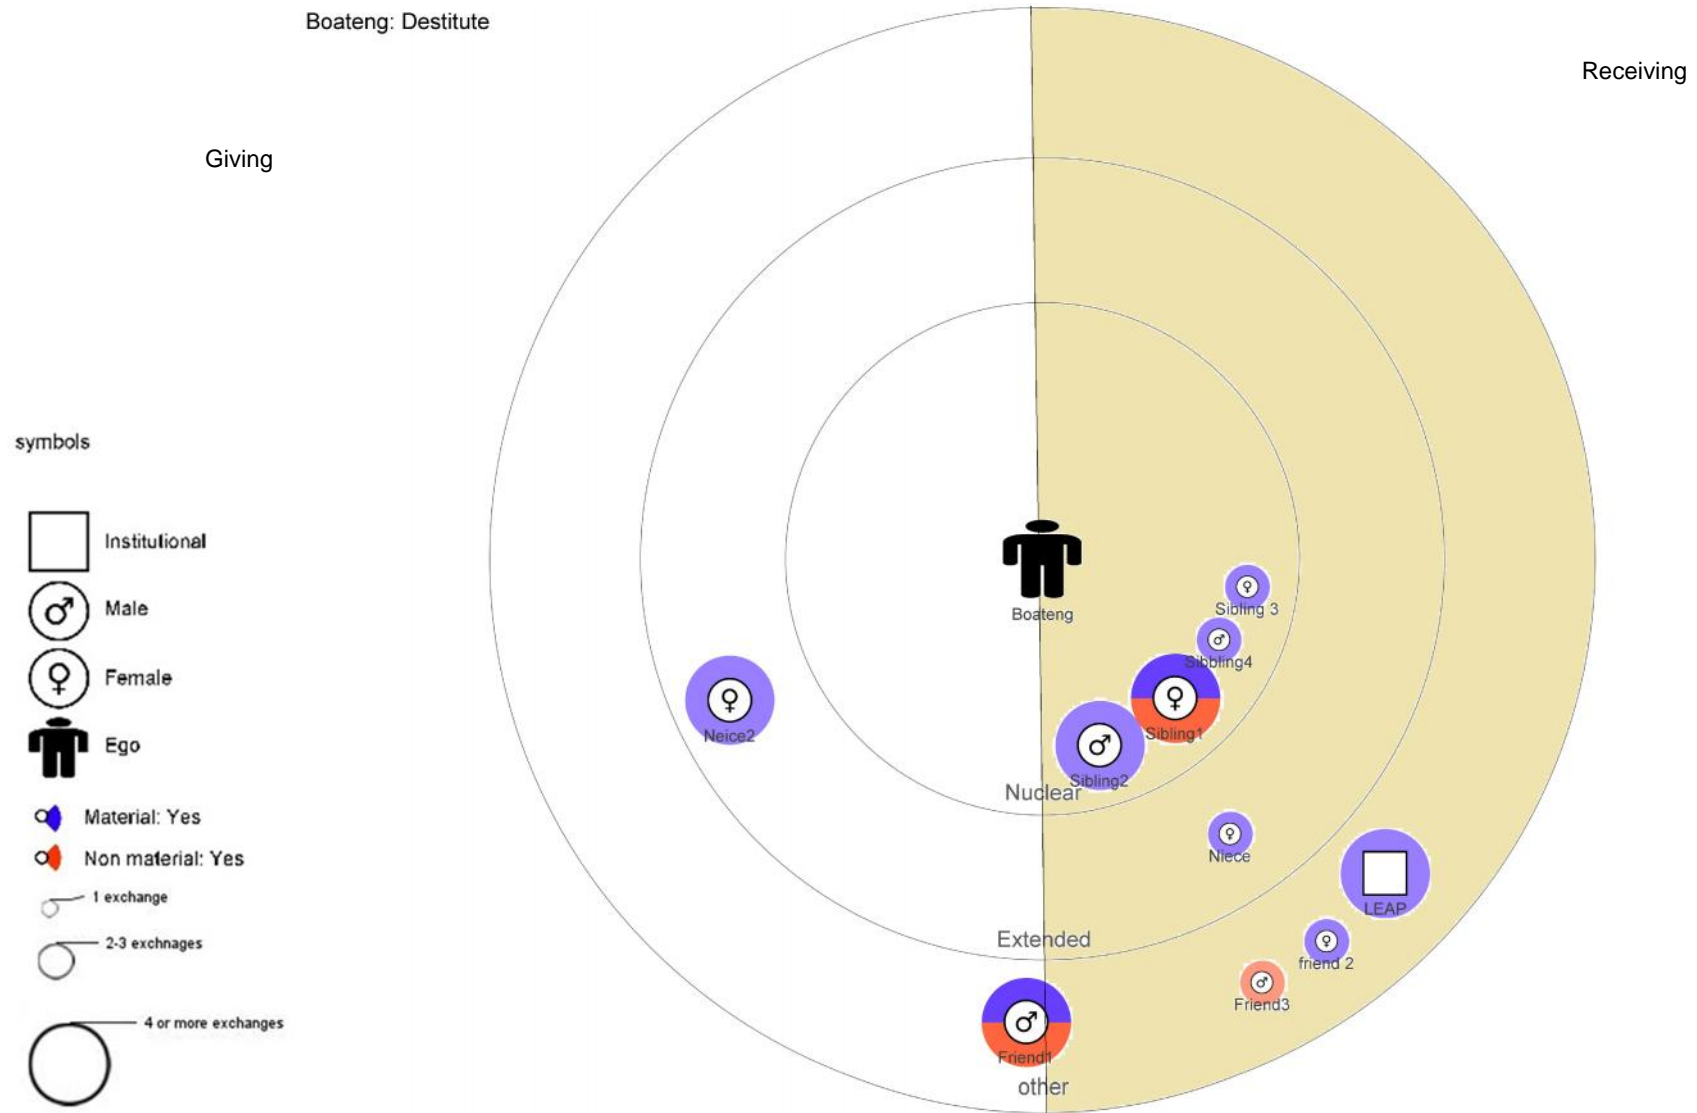 Boateng: Destitute
Receiving
Giving
symbols
Institutional
Male
Female
Ego
Material: Yes
Non material: Yes
1 exchange
2-3 exchnages
4 or more exchanges
Boateng
Sibling 3
Sibbling4
Sibling1
Sibling2
Neice2
Nuclear
Niece
LEAP
Extended
friend 2
Friend3
Friend1
other